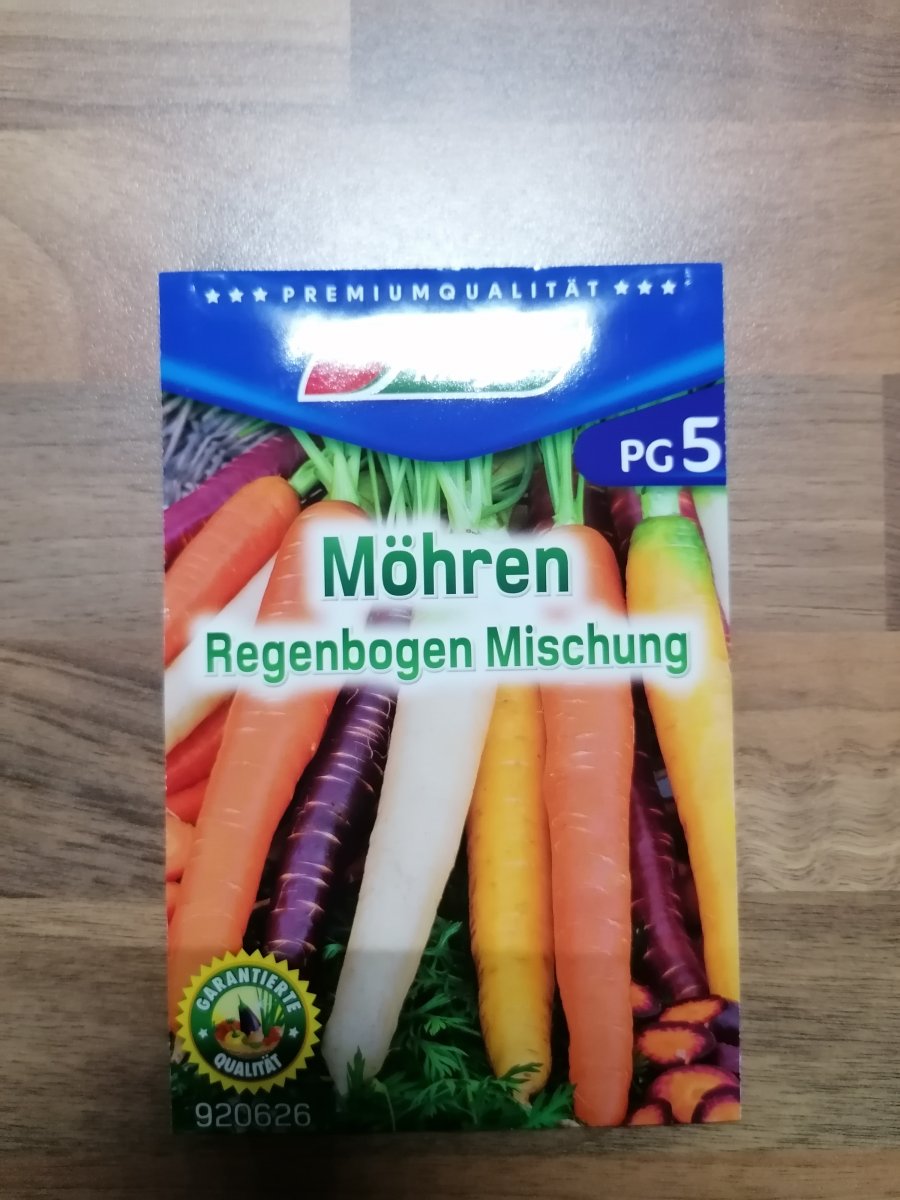 ★★★ PREMIUMQUALITÄT ★★★
PG 5
Möhren
Regenbogen Mischung
GARANTIERTE
QUALITÄT
920626